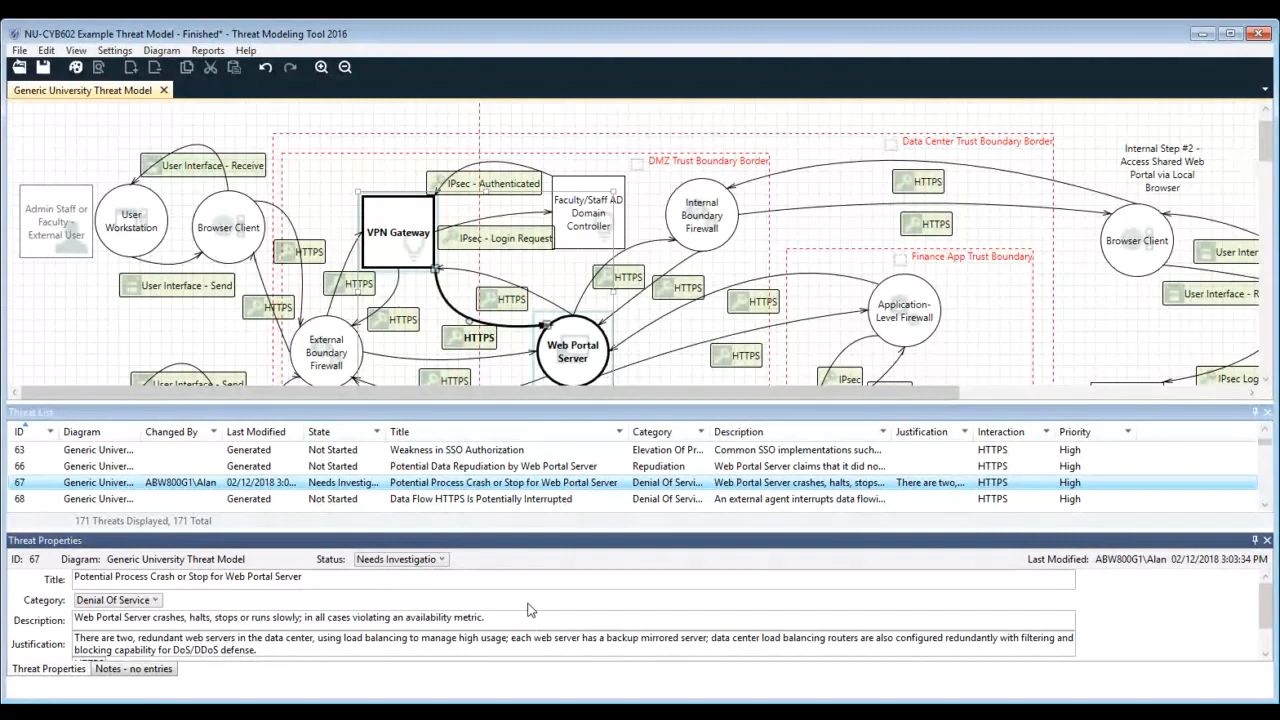 NU-CYB602 Example Threat Model - Finished* - Threat Modeling Tool 2016
File Edit View Settings Diagram Reports Help
Generic University Threat Model
Data Center Trust Boundary Border
Internal Step #2 -
Access Shared Web
Portal via Local
Browser
DMZ Trust Boundary Border
User Interface - Receive
IPsec - Authenticated
HTTPS
Admin Staff or
Faculty -
External User
User
Workstation
Browser Client
VPN Gateway
Faculty/Staff AD
Domain
Controller
Internal
Boundary
Firewall
HTTPS
Browser Client
IPsec - Login Request
HTTPS
User Inter
Finance App Trust Boundary
User Interface - Send
HTTPS
HTTPS
HTTPS
User Interface - R
HTTPS
HTTPS
HTTPS
HTTPS
HTTPS
Application-
Level Firewall
HTTPS
External
Boundary
Firewall
Web Portal
Server
HTTPS
User Interface - Send
HTTPS
IPsec
IPsec Log
Threat List
ID Diagram Changed By Last Modified State Title Category Description Justification Interaction Priority
63 Generic Univer... Generated Not Started Weakness in SSO Authorization Elevation Of Pr... Common SSO implementations such... HTTPS High
66 Generic Univer... Generated Not Started Potential Data Repudiation by Web Portal Server Repudiation Web Portal Server claims that it did no... HTTPS High
67 Generic Univer... ABW800G1\Alan 02/12/2018 3:0... Needs Investig... Potential Process Crash or Stop for Web Portal Server Denial Of Servi... Web Portal Server crashes, halts, stops... There are two,... HTTPS High
68 Generic Univer... Generated Not Started Data Flow HTTPS Is Potentially Interrupted Denial Of Servi... An external agent interrupts data flowi... HTTPS High
171 Threats Displayed, 171 Total
Threat Properties
ID: 67 Diagram: Generic University Threat Model Status: Needs Investigatio Last Modified: ABW800G1\Alan 02/12/2018 3:03:34 PM
Title: Potential Process Crash or Stop for Web Portal Server
Category: Denial Of Service
Description: Web Portal Server crashes, halts, stops or runs slowly; in all cases violating an availability metric.
Justification: There are two, redundant web servers in the data center, using load balancing to manage high usage; each web server has a backup mirrored server; data center load balancing routers are also configured redundantly with filtering and
blocking capability for DoS/DDoS defense.
Threat Properties Notes - no entries